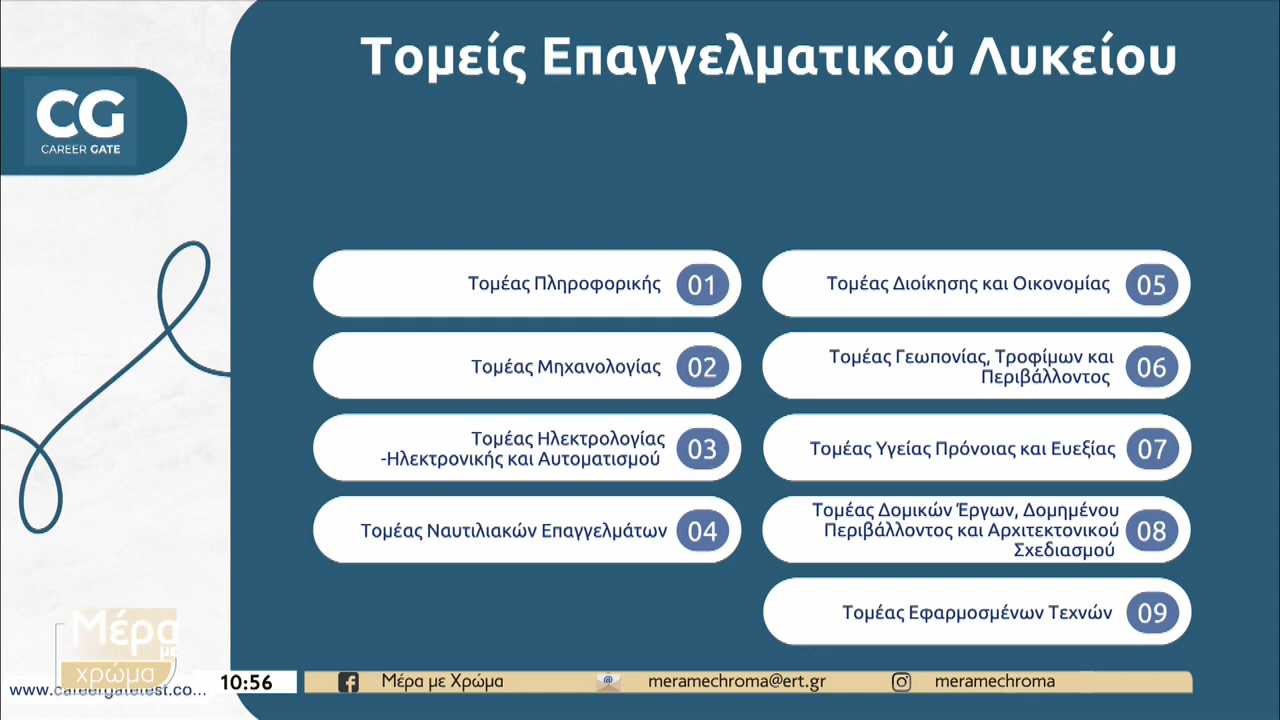 Τομείς Επαγγελματικού Λυκείου
CG
CAREER GATE
Τομέας Πληροφορικής 01
Τομέας Μηχανολογίας 02
Τομέας Ηλεκτρολογίας
-Ηλεκτρονικής και Αυτοματισμού 03
Τομέας Ναυτιλιακών Επαγγελμάτων 04
Τομέας Διοίκησης και Οικονομίας 05
Τομέας Γεωπονίας, Τροφίμων και
Περιβάλλοντος 06
Τομέας Υγείας Πρόνοιας και Ευεξίας 07
Τομέας Δομικών Έργων, Δομημένου
Περιβάλλοντος και Αρχιτεκτονικού
Σχεδιασμού 08
Τομέας Εφαρμοσμένων Τεχνών 09
Μέρα
με
χρώμα
www.careergatetest.co...
10:56
Μέρα με Χρώμα
meramechroma@ert.gr
meramechroma